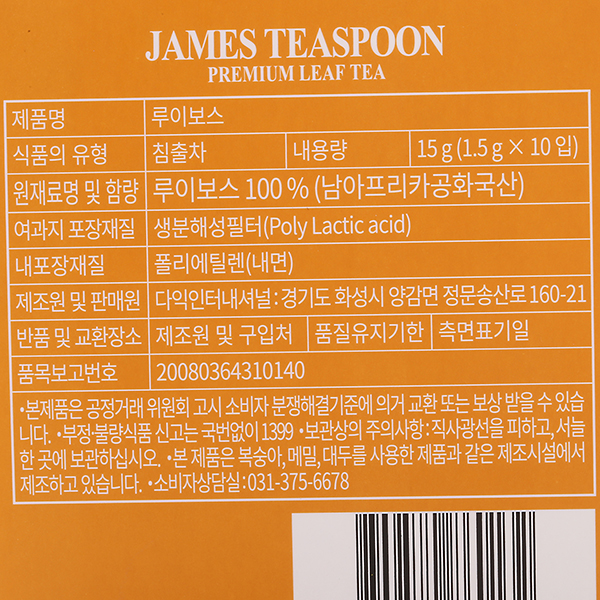 JAMES TEASPOON
PREMIUM LEAF TEA
제품명 루이보스
식품의 유형 침출차 내용량 15 g (1.5 g × 10 입)
원재료명 및 함량 루이보스 100 % (남아프리카공화국산)
여과지 포장재질 생분해성필터(Poly Lactic acid)
내포장재질 폴리에틸렌(내면)
제조원 및 판매원 다익인터내셔널 : 경기도 화성시 양감면 정문송산로 160-21
반품 및 교환장소 제조원 및 구입처 품질유지기한 측면표기일
품목보고번호 20080364310140
•본제품은 공정거래 위원회 고시 소비자 분쟁해결기준에 의거 교환 또는 보상 받을 수 있습
니다. •부정·불량식품 신고는 국번없이 1399 •보관상의 주의사항 : 직사광선을 피하고, 서늘
한 곳에 보관하십시오. •본 제품은 복숭아, 메밀, 대두를 사용한 제품과 같은 제조시설에서
제조하고 있습니다. •소비자상담실 : 031-375-6678